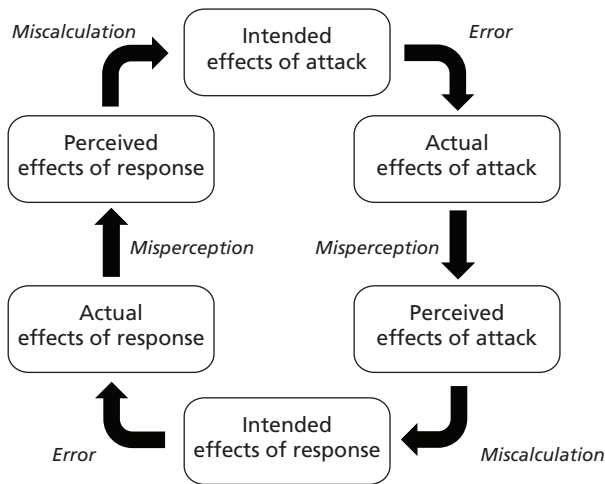 Miscalculation
Intended
effects of attack
Error
Perceived
effects of response
Actual
effects of attack
Misperception
Misperception
Actual
effects of response
Perceived
effects of attack
Intended
effects of response
Error
Miscalculation